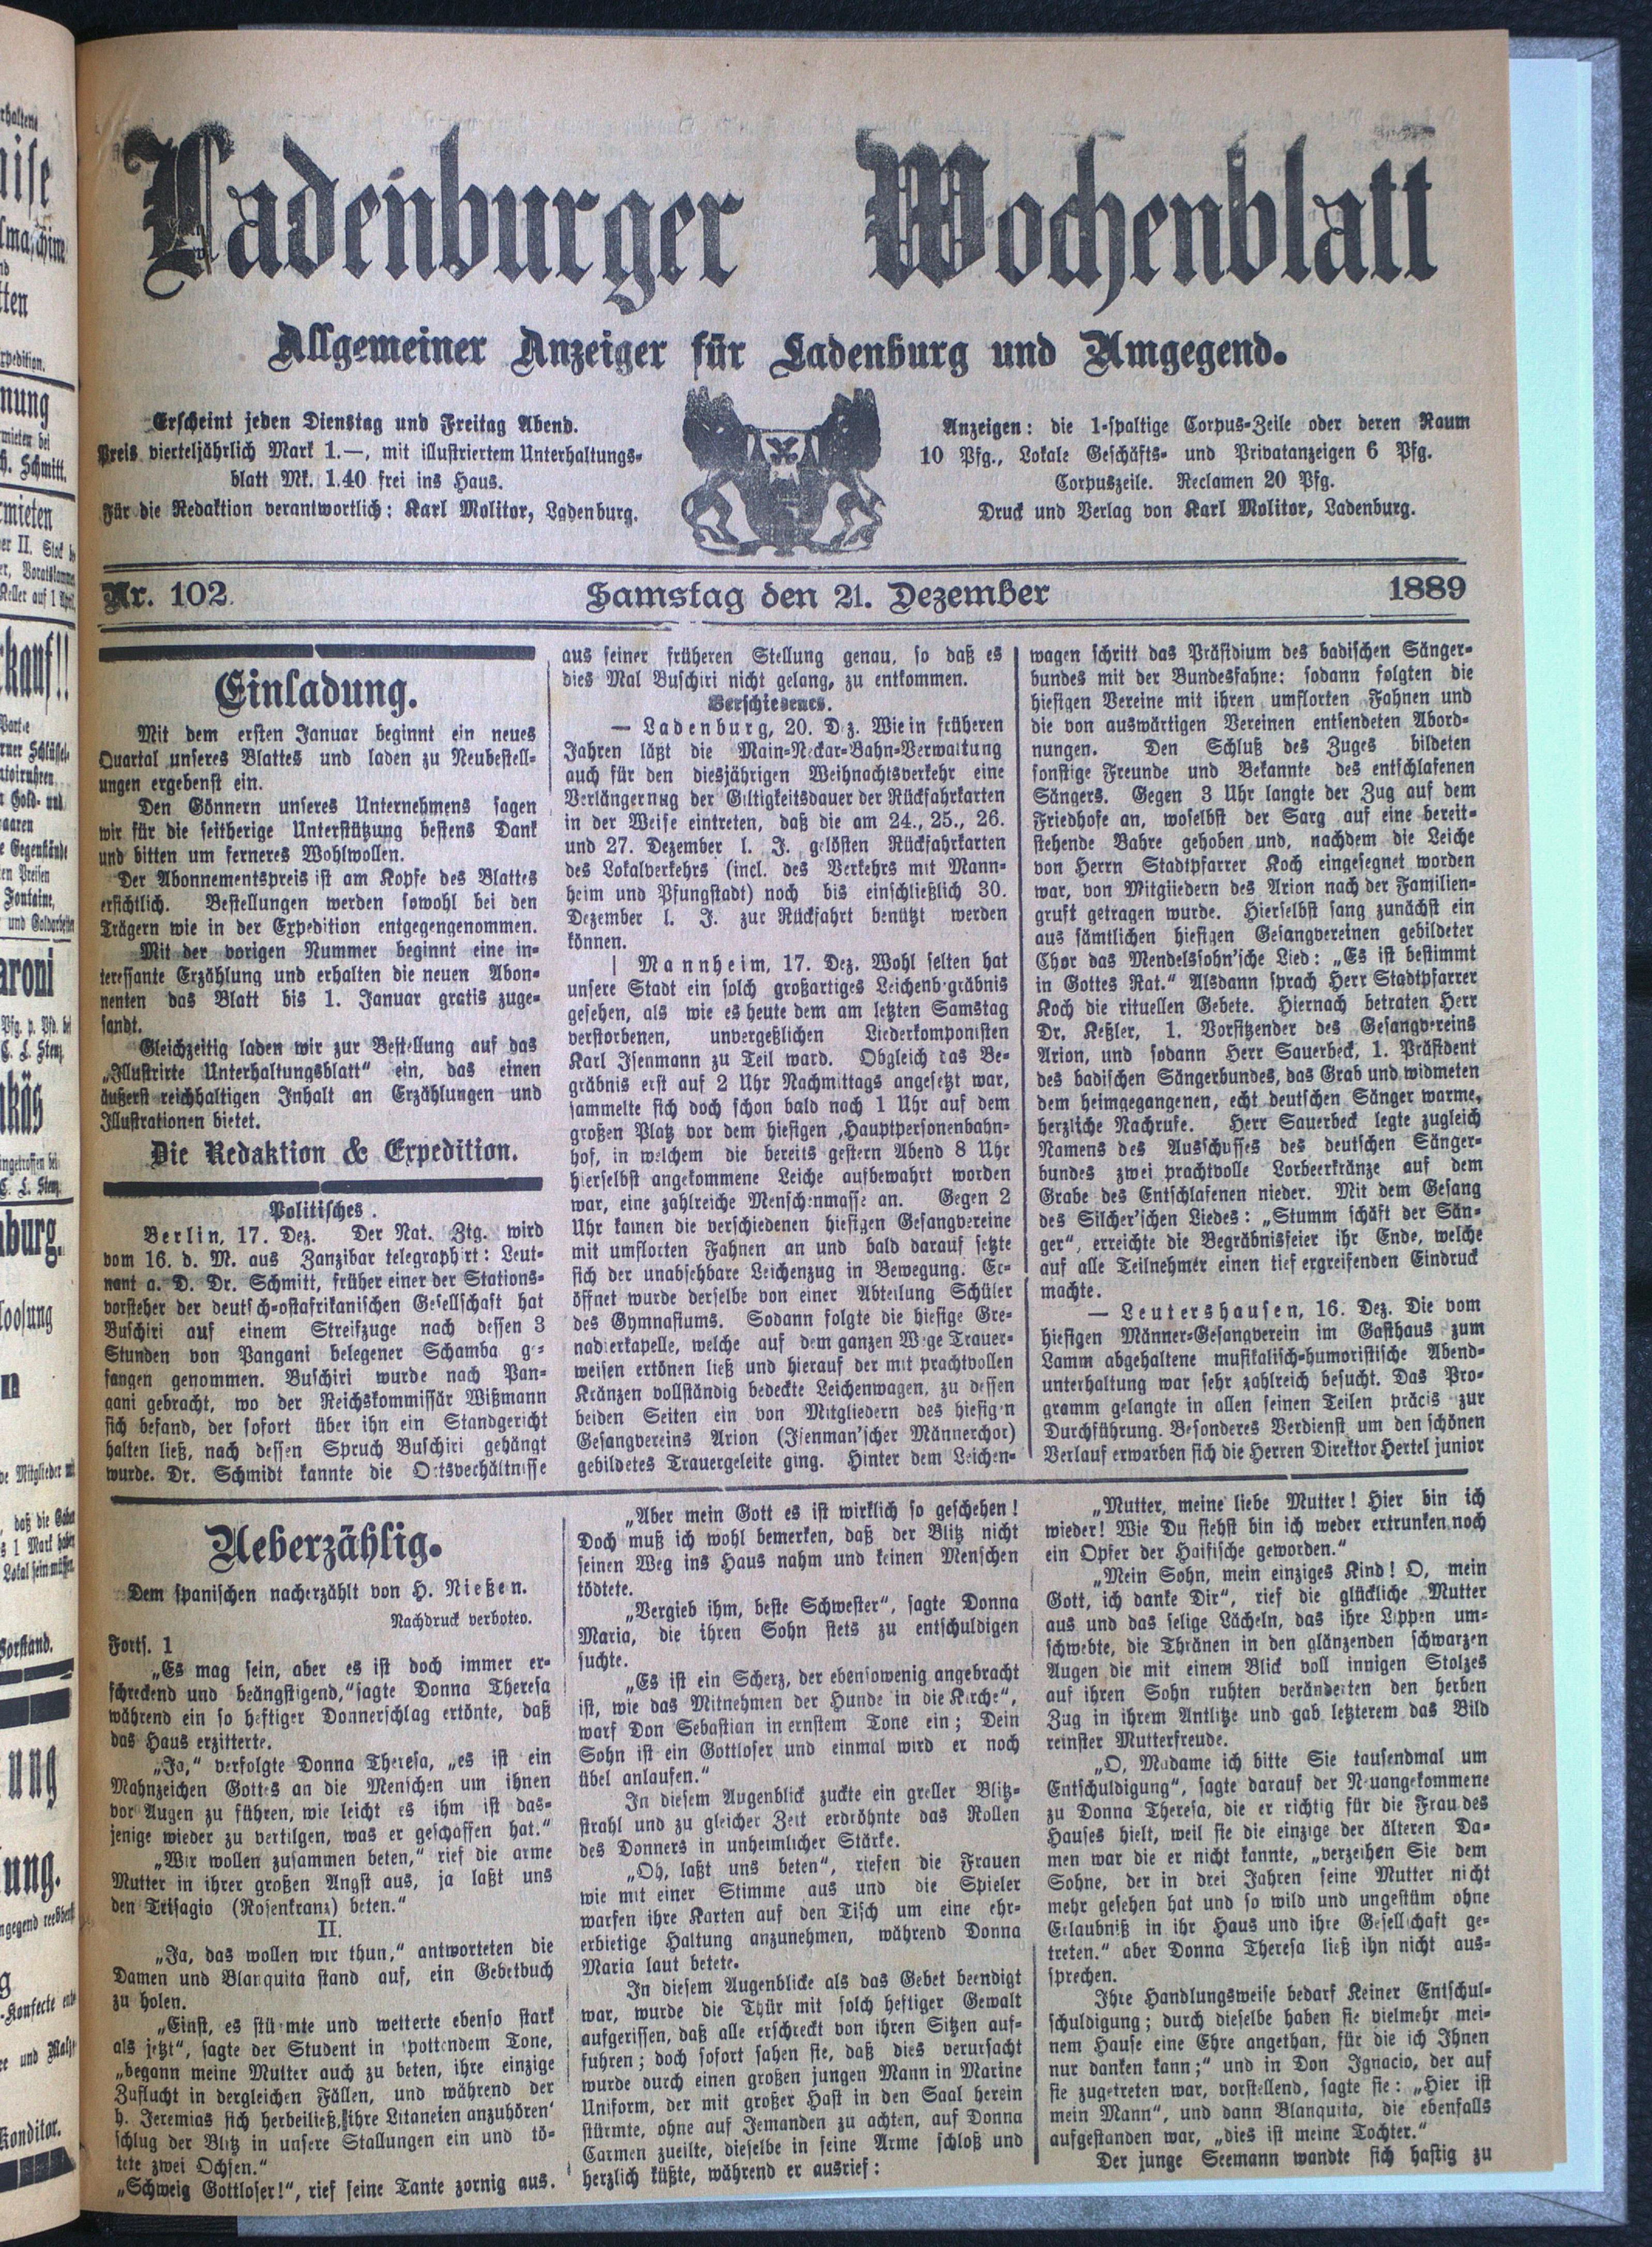 Ladenburger Wochenblatt
Allgemeiner Anzeiger für Ladenburg und Umgegend.
Erscheint jeden Dienstag und Freitag Abend.
Preis vierteljährlich Mark 1.—, mit illustriertem Unterhaltungs-
blatt Mk. 1.40 frei ins Haus.
Für die Redaktion verantwortlich: Karl Molitor, Ladenburg.
Anzeigen: die 1-spaltige Corpus-Zeile oder deren Raum
10 Pfg., Lokale Geschäfts- und Privatanzeigen 6 Pfg.
Corpuszeile. Reclamen 20 Pfg.
Druck und Verlag von Karl Molitor, Ladenburg.
Nr. 102. Samstag den 21. Dezember 1889
Einladung.
Mit dem ersten Januar beginnt ein neues
Quartal unseres Blattes und laden zu Neubestell-
ungen ergebenst ein.
Den Gönnern unseres Unternehmens sagen
wir für die seitherige Unterstützung bestens Dank
und bitten um ferneres Wohlwollen.
Der Abonnementspreis ist am Kopfe des Blattes
ersichtlich. Bestellungen werden sowohl bei den
Trägern wie in der Expedition entgegengenommen.
Mit der vorigen Nummer beginnt eine in-
teressante Erzählung und erhalten die neuen Abon-
nenten das Blatt bis 1. Januar gratis zuge-
sandt.
Gleichzeitig laden wir zur Bestellung auf das
„Illustrirte Unterhaltungsblatt“ ein, das einen
äußerst reichhaltigen Inhalt an Erzählungen und
Illustrationen bietet.
Die Redaktion & Expedition.
Politisches.
Berlin, 17. Dez. Der Nat. Ztg. wird
vom 16. d. M. aus Zanzibar telegraphirt: Leut-
nant a. D. Dr. Schmitt, früher einer der Stations-
vorsteher der deutsch-ostafrikanischen Gesellschaft hat
Buschiri auf einem Streifzuge nach dessen 3
Stunden von Pangani belegener Schamba ge-
fangen genommen. Buschiri wurde nach Pan-
gani gebracht, wo der Reichskommissär Wißmann
sich befand, der sofort über ihn ein Standgericht
halten ließ, nach dessen Spruch Buschiri gehängt
wurde. Dr. Schmidt kannte die Ortsverhältnisse
aus seiner früheren Stellung genau, so daß es
dies Mal Buschiri nicht gelang, zu entkommen.
Verschiedenes.
— Ladenburg, 20. Dez. Wie in früheren
Jahren läßt die Main-Neckar-Bahn-Verwaltung
auch für den diesjährigen Weihnachtsverkehr eine
Verlängernug der Giltigkeitsdauer der Rückfahrkarten
in der Weise eintreten, daß die am 24., 25., 26.
und 27. Dezember l. J. gelösten Rückfahrkarten
des Lokalverkehrs (incl. des Verkehrs mit Mann-
heim und Pfungstadt) noch bis einschließlich 30.
Dezember l. J. zur Rückfahrt benützt werden
können.
| Mannheim, 17. Dez. Wohl selten hat
unsere Stadt ein solch großartiges Leichenbegräbnis
gesehen, als wie es heute dem am letzten Samstag
verstorbenen, unvergeßlichen Liederkomponisten
Karl Isenmann zu Teil ward. Obgleich das Be-
gräbnis erst auf 2 Uhr Nachmittags angesetzt war,
sammelte sich doch schon bald nach 1 Uhr auf dem
großen Platz vor dem hiesigen Hauptpersonenbahn-
hof, in welchem die bereits gestern Abend 8 Uhr
hierselbst angekommene Leiche aufbewahrt worden
war, eine zahlreiche Menschenmasse an. Gegen 2
Uhr kamen die verschiedenen hiesigen Gesangvereine
mit umflorten Fahnen an und bald darauf setzte
sich der unabsehbare Leichenzug in Bewegung. Er-
öffnet wurde derselbe von einer Abteilung Schüler
des Gymnasiums. Sodann folgte die hiesige Gre-
nadierkapelle, welche auf dem ganzen Wege Trauer-
weisen ertönen ließ und hierauf der mit prachtvollen
Kränzen vollständig bedeckte Leichenwagen, zu dessen
beiden Seiten ein von Mitgliedern des hiesigen
Gesangvereins Arion (Isenman'scher Männerchor)
gebildetes Trauergeleite ging. Hinter dem Leichen-
wagen schritt das Präsidium des badischen Sänger-
bundes mit der Bundesfahne: sodann folgten die
hiesigen Vereine mit ihren umflorten Fahnen und
die von auswärtigen Vereinen entsendeten Abord-
nungen. Den Schluß des Zuges bildeten
sonstige Freunde und Bekannte des entschlafenen
Sängers. Gegen 3 Uhr langte der Zug auf dem
Friedhofe an, woselbst der Sarg auf eine bereit-
stehende Bahre gehoben und, nachdem die Leiche
von Herrn Stadtpfarrer Koch eingesegnet worden
war, von Mitgliedern des Arion nach der Familien-
gruft getragen wurde. Hierselbst sang zunächst ein
aus sämtlichen hiesigen Gesangvereinen gebildeter
Chor das Mendelssohn'sche Lied: „Es ist bestimmt
in Gottes Rat.“ Alsdann sprach Herr Stadtpfarrer
Koch die rituellen Gebete. Hiernach betraten Herr
Dr. Keßler, 1. Vorsitzender des Gesangvereins
Arion, und sodann Herr Sauerbeck, 1. Präsident
des badischen Sängerbundes, das Grab und widmeten
dem heimgegangenen, echt deutschen Sänger warme,
herzliche Nachrufe. Herr Sauerbeck legte zugleich
Namens des Ausschusses des deutschen Sänger-
bundes zwei prachtvolle Lorbeerkränze auf dem
Grabe des Entschlafenen nieder. Mit dem Gesang
des Silcher'schen Liedes: „Stumm schäft der Sän-
ger“, erreichte die Begräbnisfeier ihr Ende, welche
auf alle Teilnehmer einen tief ergreifenden Eindruck
machte.
— Leutershausen, 16. Dez. Die vom
hiesigen Männer-Gesangverein im Gasthaus zum
Lamm abgehaltene musikalisch-humoristische Abend-
unterhaltung war sehr zahlreich besucht. Das Pro-
gramm gelangte in allen seinen Teilen präcis zur
Durchführung. Besonderes Verdienst um den schönen
Verlauf erwarben sich die Herren Direktor Hertel junior
Ueberzählig.
Dem spanischen nacherzählt von H. Nießen.
Nachdruck verboten.
Forts. 1
„Es mag sein, aber es ist doch immer er-
schreckend und beängstigend,“ sagte Donna Theresa
während ein so heftiger Donnerschlag ertönte, daß
das Haus erzitterte.
„Ja,“ verfolgte Donna Theresa, „es ist ein
Mahnzeichen Gottes an die Menschen um ihnen
vor Augen zu führen, wie leicht es ihm ist das-
jenige wieder zu vertilgen, was er geschaffen hat.“
„Wir wollen zusammen beten,“ rief die arme
Mutter in ihrer großen Angst aus, ja laßt uns
den Trisagio (Rosenkranz) beten.“
II.
„Ja, das wollen wir thun,“ antworteten die
Damen und Blanquita stand auf, ein Gebetbuch
zu holen.
„Einst, es stürmte und wetterte ebenso stark
als jetzt“, sagte der Student in spottendem Tone,
„begann meine Mutter auch zu beten, ihre einzige
Zuflucht in dergleichen Fällen, und während der
h. Jeremias sich herbeiließ, ihre Litaneien anzuhören'
schlug der Blitz in unsere Stallungen ein und tö-
tete zwei Ochsen.“
„Schweig Gottloser!“, rief seine Tante zornig aus.
„Aber mein Gott es ist wirklich so geschehen!
Doch muß ich wohl bemerken, daß der Blitz nicht
seinen Weg ins Haus nahm und keinen Menschen
tödtete.
„Vergieb ihm, beste Schwester“, sagte Donna
Maria, die ihren Sohn stets zu entschuldigen
suchte.
„Es ist ein Scherz, der ebensowenig angebracht
ist, wie das Mitnehmen der Hunde in die Kirche“,
warf Don Sebastian in ernstem Tone ein; Dein
Sohn ist ein Gottloser und einmal wird er noch
übel anlaufen.“
In diesem Augenblick zuckte ein greller Blitz-
strahl und zu gleicher Zeit erdröhnte das Rollen
des Donners in unheimlicher Stärke.
„Oh, laßt uns beten“, riefen die Frauen
wie mit einer Stimme aus und die Spieler
warfen ihre Karten auf den Tisch um eine ehr-
erbietige Haltung anzunehmen, während Donna
Maria laut betete.
In diesem Augenblicke als das Gebet beendigt
war, wurde die Thür mit solch heftiger Gewalt
aufgerissen, daß alle erschreckt von ihren Sitzen auf-
fuhren; doch sofort sahen sie, daß dies verursacht
wurde durch einen großen jungen Mann in Marine
Uniform, der mit großer Hast in den Saal herein
stürmte, ohne auf Jemanden zu achten, auf Donna
Carmen zueilte, dieselbe in seine Arme schloß und
herzlich küßte, während er ausrief:
„Mutter, meine liebe Mutter! Hier bin ich
wieder! Wie Du siehst bin ich weder ertrunken noch
ein Opfer der Haifische geworden.“
„Mein Sohn, mein einziges Kind! O, mein
Gott, ich danke Dir“, rief die glückliche Mutter
aus und das selige Lächeln, das ihre Lippen um-
schwebte, die Thränen in den glänzenden schwarzen
Augen die mit einem Blick voll innigen Stolzes
auf ihren Sohn ruhten veränderten den herben
Zug in ihrem Antlitze und gab letzterem das Bild
reinster Mutterfreude.
„O, Madame ich bitte Sie tausendmal um
Entschuldigung“, sagte darauf der Neuangekommene
zu Donna Theresa, die er richtig für die Frau des
Hauses hielt, weil sie die einzige der älteren Da-
men war die er nicht kannte, „verzeihen Sie dem
Sohne, der in drei Jahren seine Mutter nicht
mehr gesehen hat und so wild und ungestüm ohne
Erlaubniß in ihr Haus und ihre Gesellschaft ge-
treten.“ aber Donna Theresa ließ ihn nicht aus-
sprechen.
Ihre Handlungsweise bedarf Keiner Entschul-
schuldigung; durch dieselbe haben sie vielmehr mei-
nem Hause eine Ehre angethan, für die ich Ihnen
nur danken kann;“ und in Don Ignacio, der auf
sie zugetreten war, vorstellend, sagte sie: „Hier ist
mein Mann“, und dann Blanquita, die ebenfalls
aufgestanden war, „dies ist meine Tochter.“
Der junge Seemann wandte sich hastig zu